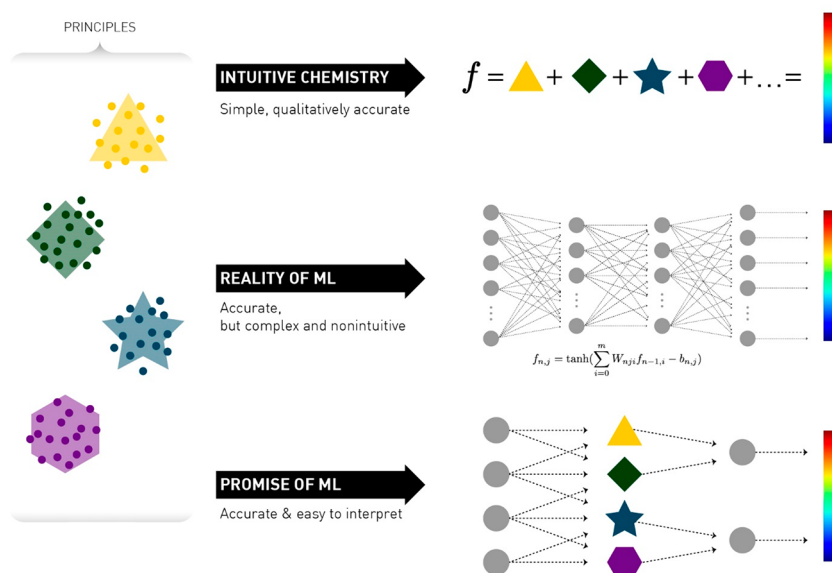 PRINCIPLES
INTUITIVE CHEMISTRY
Simple, qualitatively accurate
f = + + + + ... =
REALITY OF ML
Accurate,
but complex and nonintuitive
f_{n,j} = tanh(∑_{i=0}^{m} W_{nji} f_{n-1,i} − b_{n,j})
PROMISE OF ML
Accurate & easy to interpret